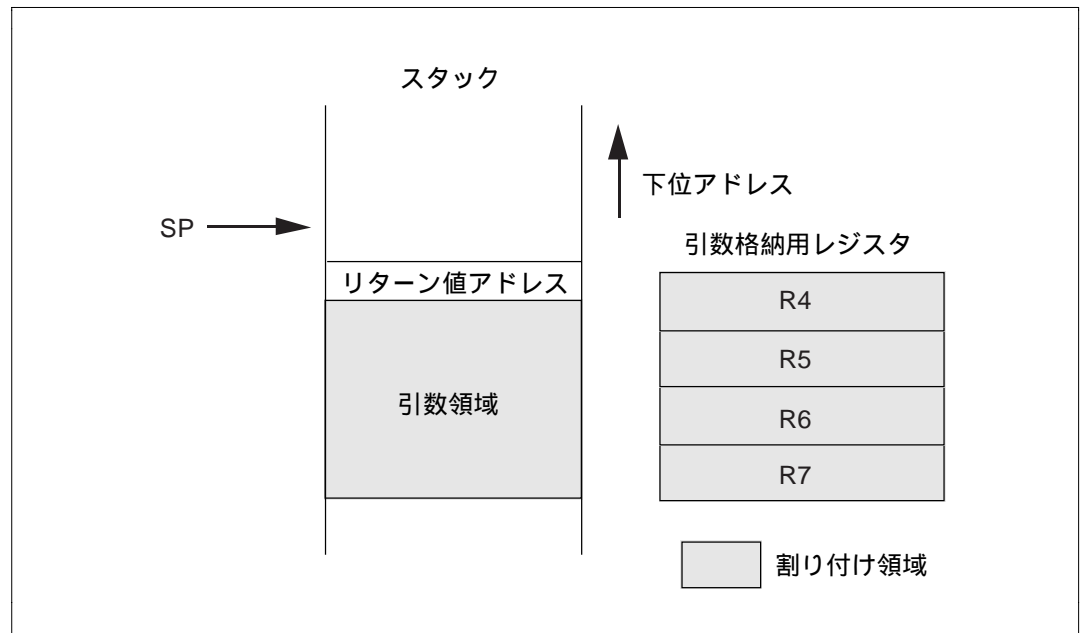 スタック
下位アドレス
SP
引数格納用レジスタ
リターン値アドレス
R4
R5
引数領域
R6
R7
割り付け領域